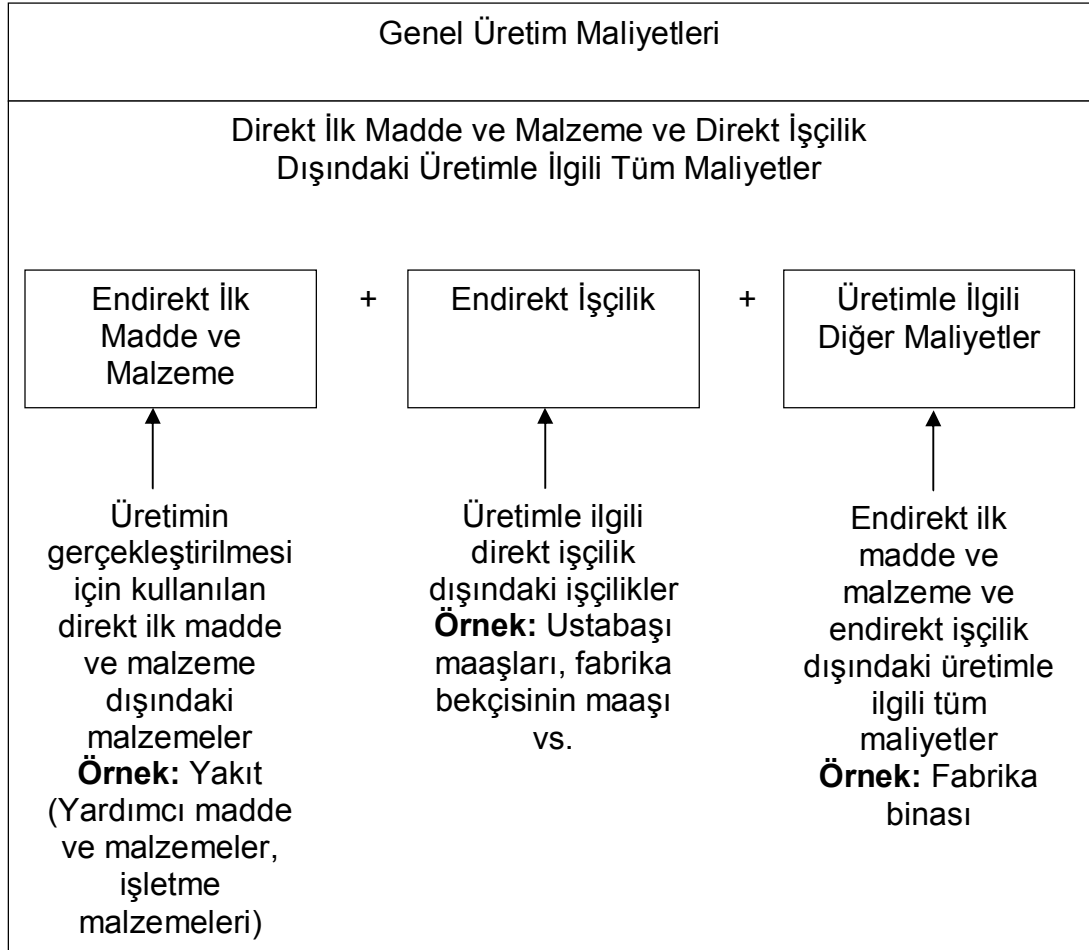 Genel Üretim Maliyetleri
Direkt İlk Madde ve Malzeme ve Direkt İşçilik
Dışındaki Üretimle İlgili Tüm Maliyetler
Endirekt İlk
Madde ve
Malzeme
+
Endirekt İşçilik
+
Üretimle İlgili
Diğer Maliyetler
Üretimin
gerçekleştirilmesi
için kullanılan
direkt ilk madde
ve malzeme
dışındaki
malzemeler
Örnek: Yakıt
(Yardımcı madde
ve malzemeler,
işletme
malzemeleri)
Üretimle ilgili
direkt işçilik
dışındaki işçilikler
Örnek: Ustabaşı
maaşları, fabrika
bekçisinin maaşı
vs.
Endirekt ilk
madde ve
malzeme ve
endirekt işçilik
dışındaki üretimle
ilgili tüm
maliyetler
Örnek: Fabrika
binası